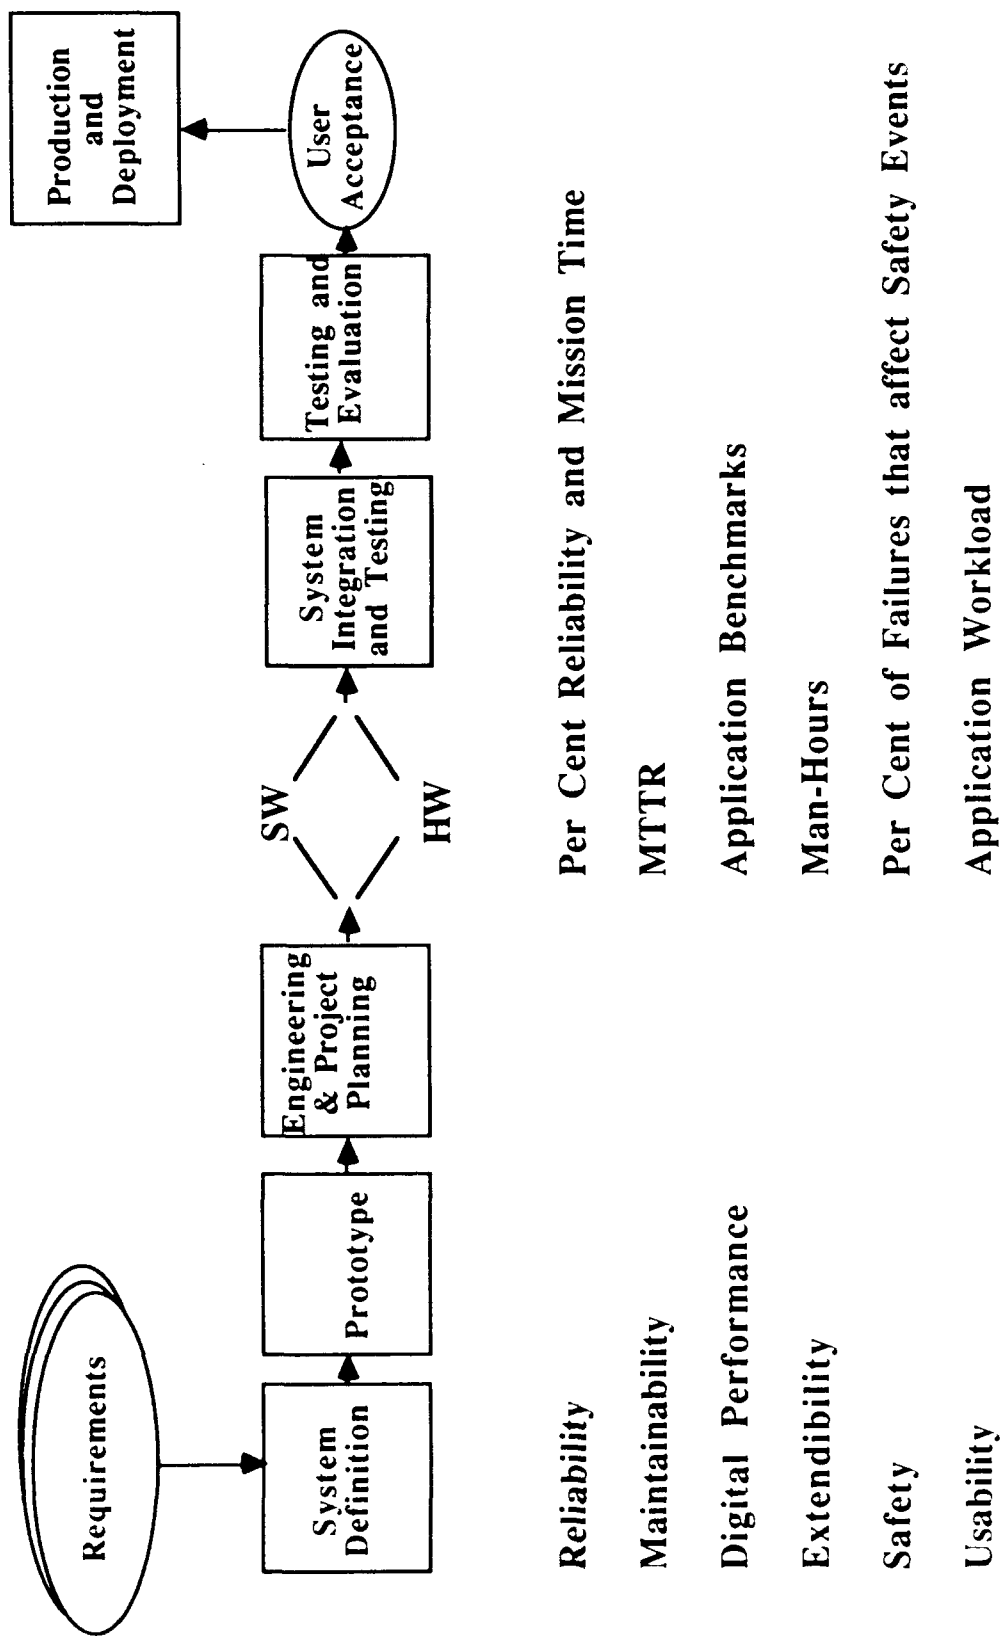 Requirements
Production
and
Deployment
System
Definition
Prototype
Engineering
& Project
Planning
SW
HW
System
Integration
and Testing
Testing and
Evaluation
User
Acceptance
Reliability Per Cent Reliability and Mission Time
Maintainability MTTR
Digital Performance Application Benchmarks
Extendibility Man-Hours
Safety Per Cent of Failures that affect Safety Events
Usability Application Workload